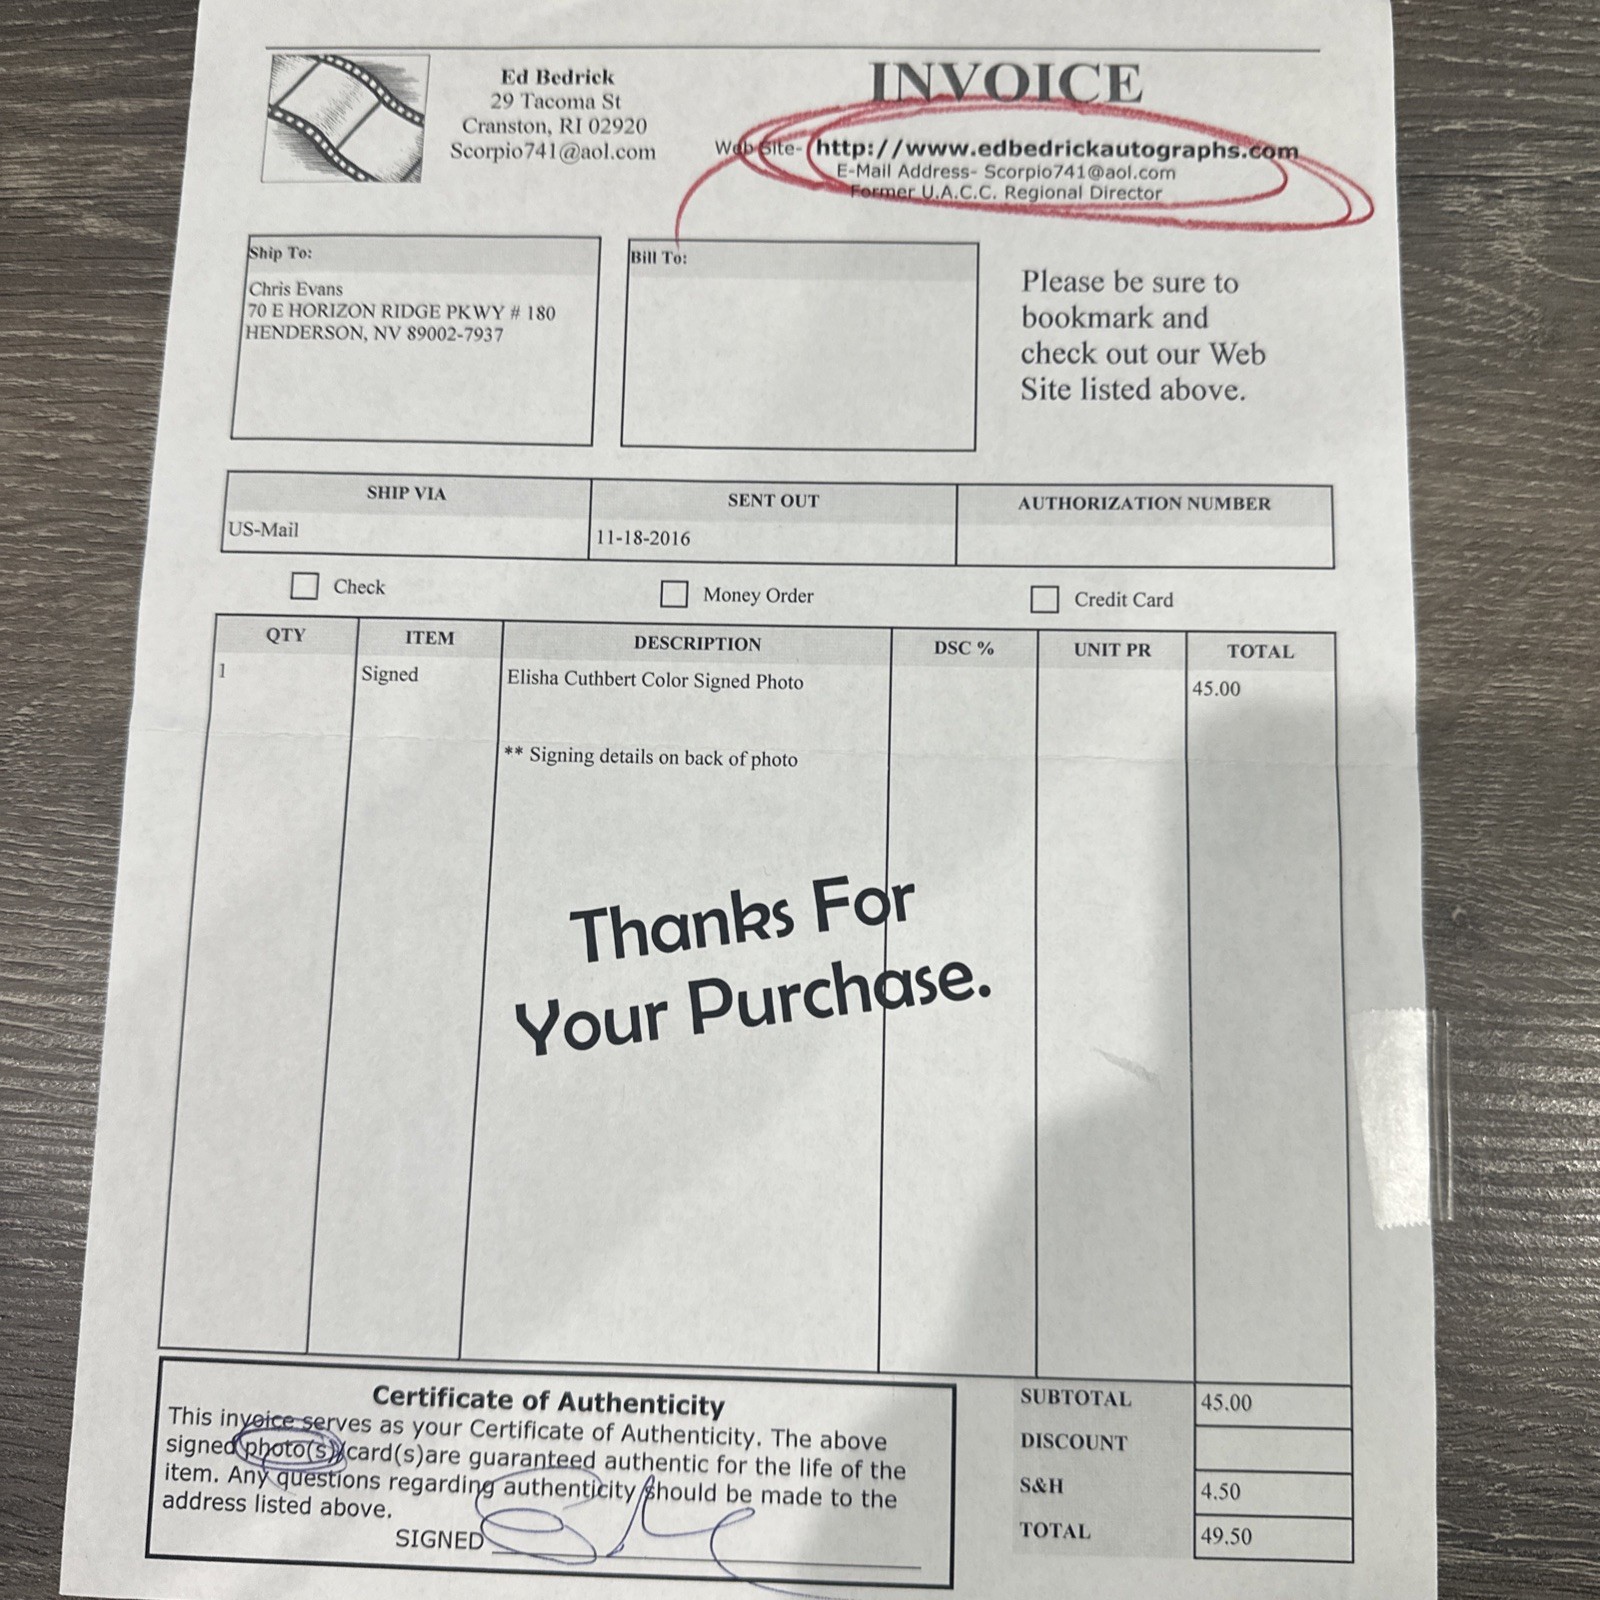 Ed Bedrick
29 Tacoma St
Cranston, RI 02920
Scorpio741@aol.com
INVOICE
Web Site- http://www.edbedrickautographs.com
E-Mail Address- Scorpio741@aol.com
Former U.A.C.C. Regional Director
Ship To:
Chris Evans
70 E HORIZON RIDGE PKWY # 180
HENDERSON, NV 89002-7937
Bill To:
Please be sure to
bookmark and
check out our Web
Site listed above.
SHIP VIA SENT OUT AUTHORIZATION NUMBER
US-Mail 11-18-2016
Check Money Order Credit Card
QTY ITEM DESCRIPTION DSC % UNIT PR TOTAL
1 Signed Elisha Cuthbert Color Signed Photo 45.00
** Signing details on back of photo
Thanks For
Your Purchase.
Certificate of Authenticity
This invoice serves as your Certificate of Authenticity. The above
signed photo(s)/card(s)are guaranteed authentic for the life of the
item. Any questions regarding authenticity should be made to the
address listed above.
SIGNED
SUBTOTAL 45.00
DISCOUNT
S&H 4.50
TOTAL 49.50